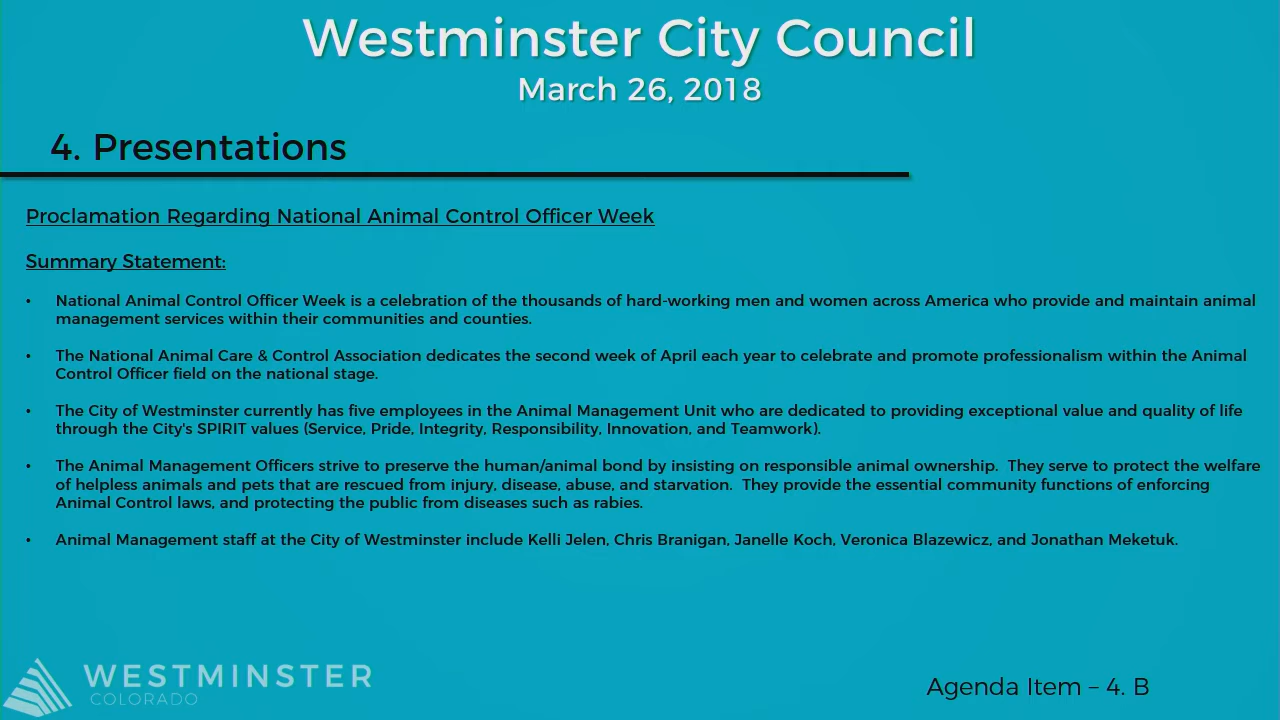 Westminster City Council
March 26, 2018
4. Presentations
Proclamation Regarding National Animal Control Officer Week
Summary Statement:
• National Animal Control Officer Week is a celebration of the thousands of hard-working men and women across America who provide and maintain animal
management services within their communities and counties.
• The National Animal Care & Control Association dedicates the second week of April each year to celebrate and promote professionalism within the Animal
Control Officer field on the national stage.
• The City of Westminster currently has five employees in the Animal Management Unit who are dedicated to providing exceptional value and quality of life
through the City's SPIRIT values (Service, Pride, Integrity, Responsibility, Innovation, and Teamwork).
• The Animal Management Officers strive to preserve the human/animal bond by insisting on responsible animal ownership.  They serve to protect the welfare
of helpless animals and pets that are rescued from injury, disease, abuse, and starvation.  They provide the essential community functions of enforcing
Animal Control laws, and protecting the public from diseases such as rabies.
• Animal Management staff at the City of Westminster include Kelli Jelen, Chris Branigan, Janelle Koch, Veronica Blazewicz, and Jonathan Meketuk.
WESTMINSTER
COLORADO
Agenda Item – 4. B